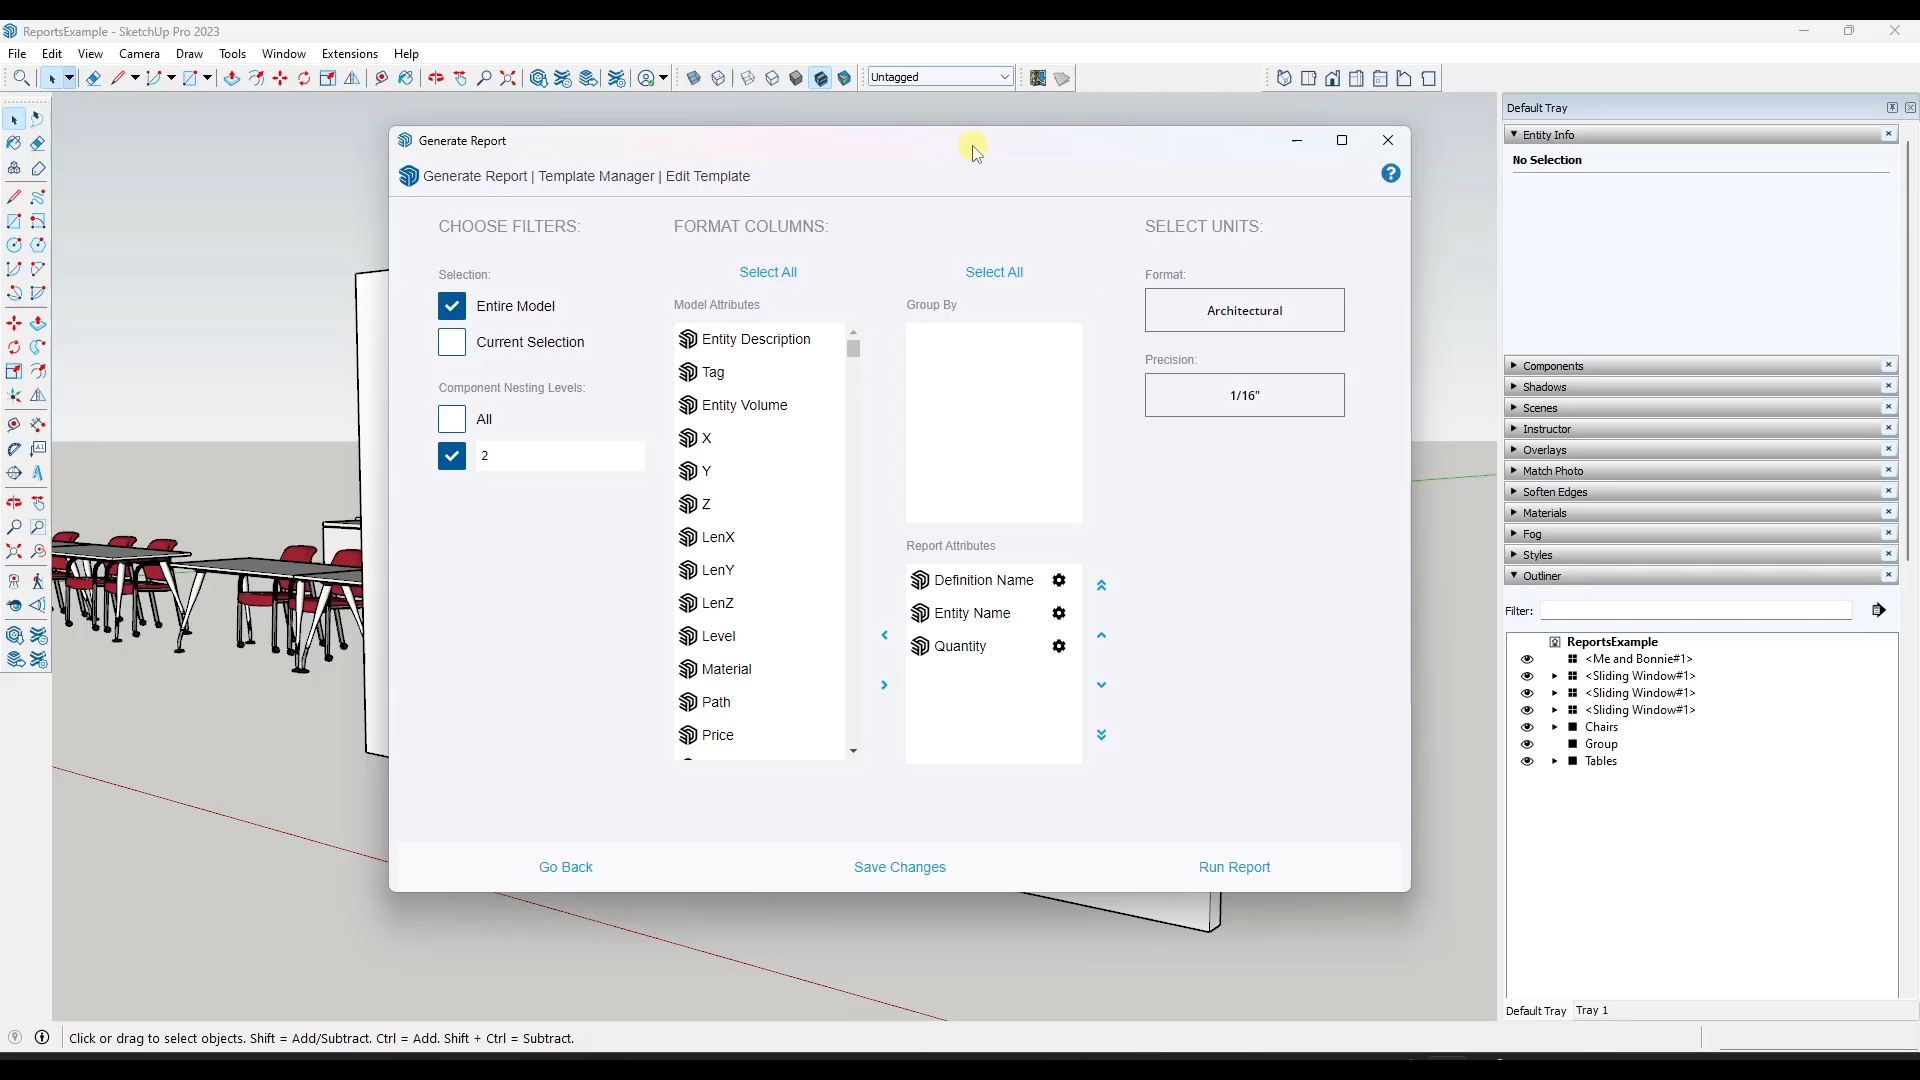 ReportsExample - SketchUp Pro 2023
File Edit View Camera Draw Tools Window Extensions Help
Untagged
Default Tray
Entity Info
No Selection
Generate Report
Generate Report | Template Manager | Edit Template
CHOOSE FILTERS:
Selection:
Entire Model
Current Selection
Component Nesting Levels:
All
2
FORMAT COLUMNS:
Select All
Model Attributes
Entity Description
Tag
Entity Volume
X
Y
Z
LenX
LenY
LenZ
Level
Material
Path
Price
Select All
Group By
Report Attributes
Definition Name
Entity Name
Quantity
SELECT UNITS:
Format:
Architectural
Precision:
1/16"
Go Back
Save Changes
Run Report
Components
Shadows
Scenes
Instructor
Overlays
Match Photo
Soften Edges
Materials
Fog
Styles
Outliner
Filter:
ReportsExample
<Me and Bonnie#1>
<Sliding Window#1>
<Sliding Window#1>
<Sliding Window#1>
Chairs
Group
Tables
Default Tray Tray 1
Click or drag to select objects. Shift = Add/Subtract. Ctrl = Add. Shift + Ctrl = Subtract.